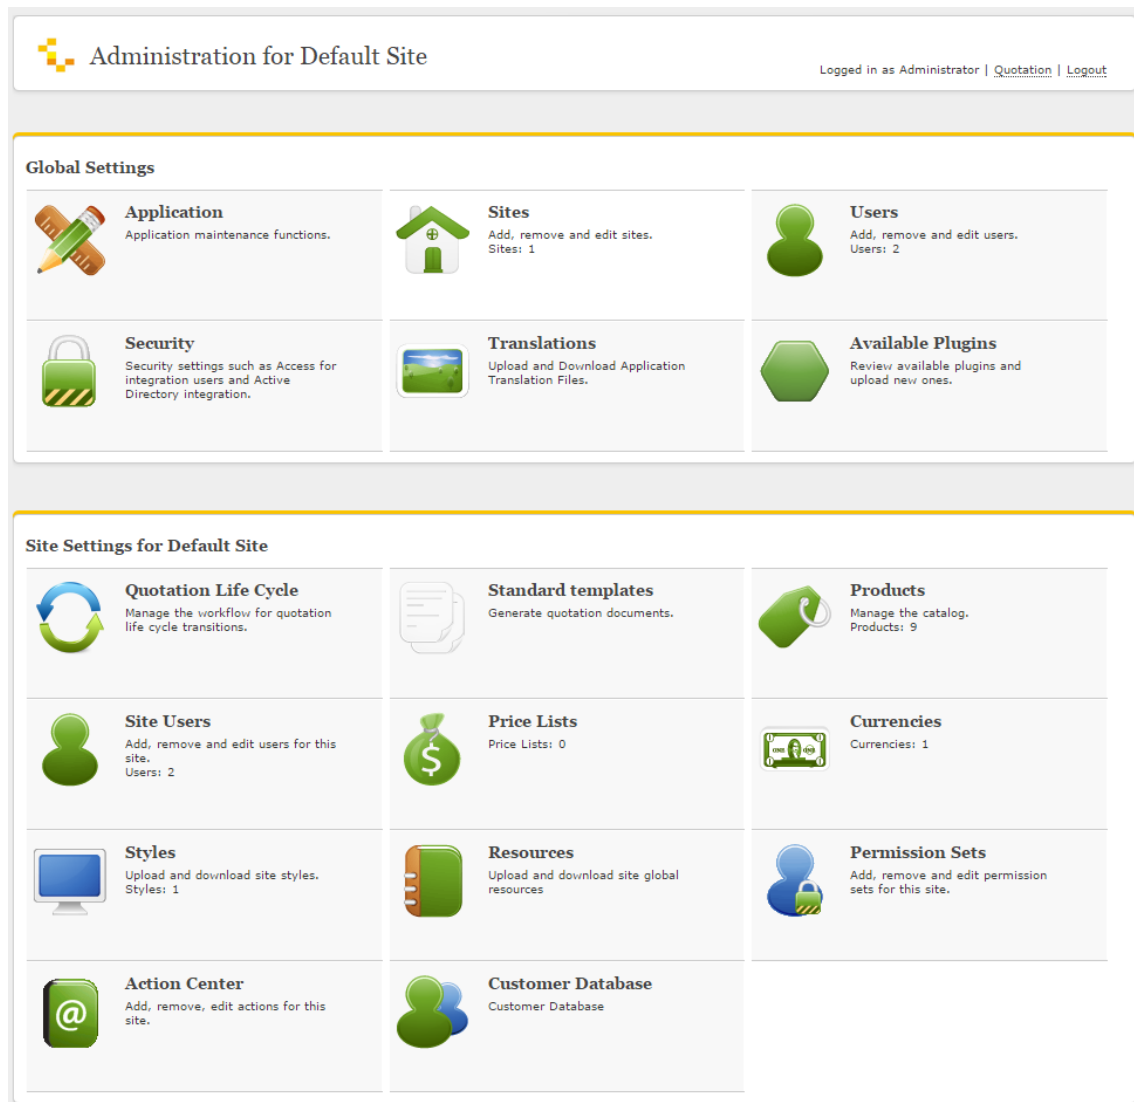 Administration for Default Site
Logged in as Administrator | Quotation | Logout
Global Settings
Application
Application maintenance functions.
Sites
Add, remove and edit sites.
Sites: 1
Users
Add, remove and edit users.
Users: 2
Security
Security settings such as Access for
integration users and Active
Directory integration.
Translations
Upload and Download Application
Translation Files.
Available Plugins
Review available plugins and
upload new ones.
Site Settings for Default Site
Quotation Life Cycle
Manage the workflow for quotation
life cycle transitions.
Standard templates
Generate quotation documents.
Products
Manage the catalog.
Products: 9
Site Users
Add, remove and edit users for this
site.
Users: 2
$
Price Lists
Price Lists: 0
Currencies
Currencies: 1
Styles
Upload and download site styles.
Styles: 1
Resources
Upload and download site global
resources
Permission Sets
Add, remove and edit permission
sets for this site.
@
Action Center
Add, remove, edit actions for this
site.
Customer Database
Customer Database